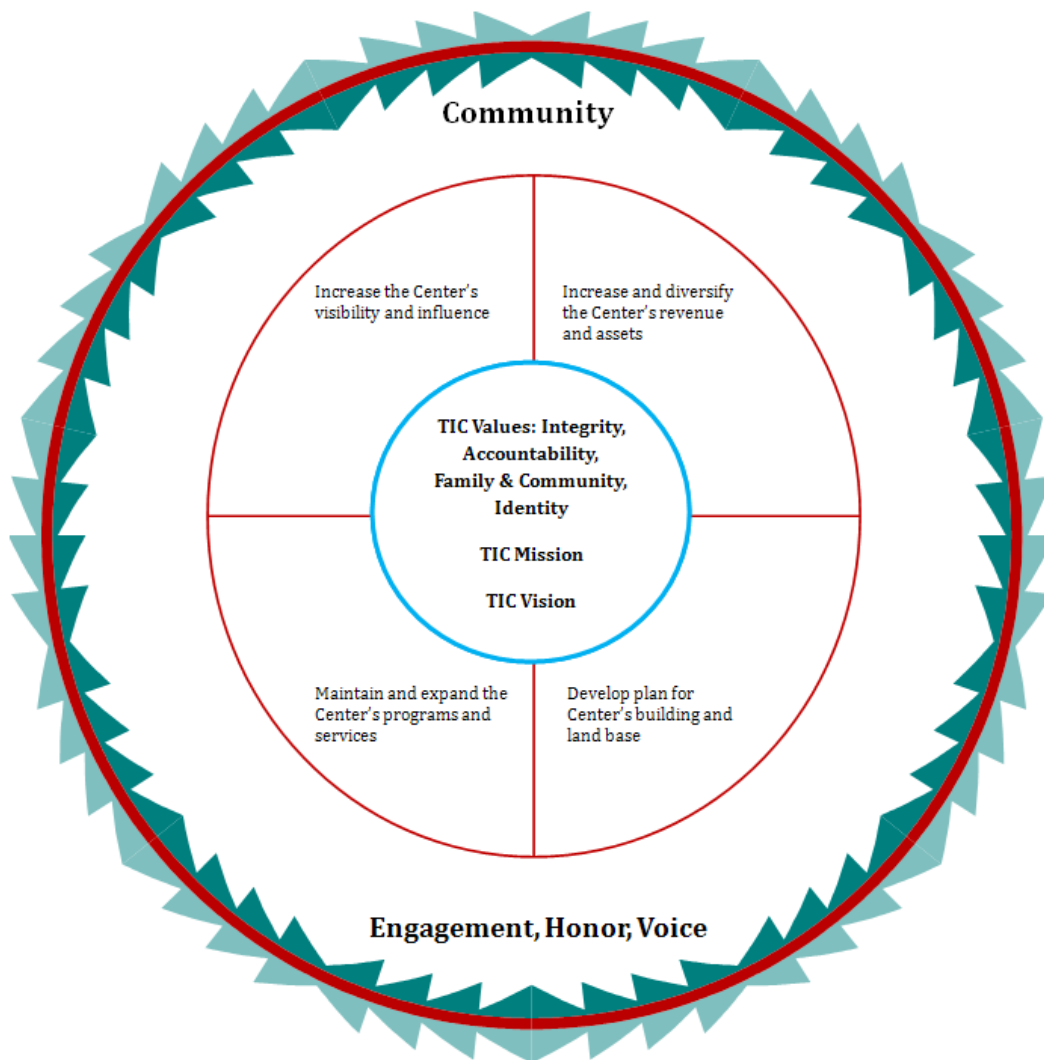 Community
Increase the Center’s
visibility and influence
Increase and diversify
the Center’s revenue
and assets
TIC Values: Integrity,
Accountability,
Family & Community,
Identity
TIC Mission
TIC Vision
Maintain and expand the
Center’s programs and
services
Develop plan for
Center’s building and
land base
Engagement, Honor, Voice